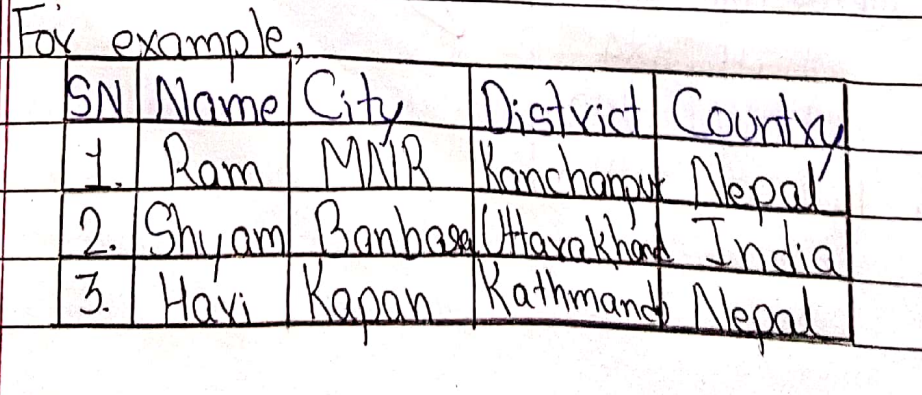 For example,
SN Name City District Country
1. Ram MNR Kanchanpur Nepal
2. Shyam Banbasa Uttarakhand India
3. Hari Kapan Kathmandu Nepal